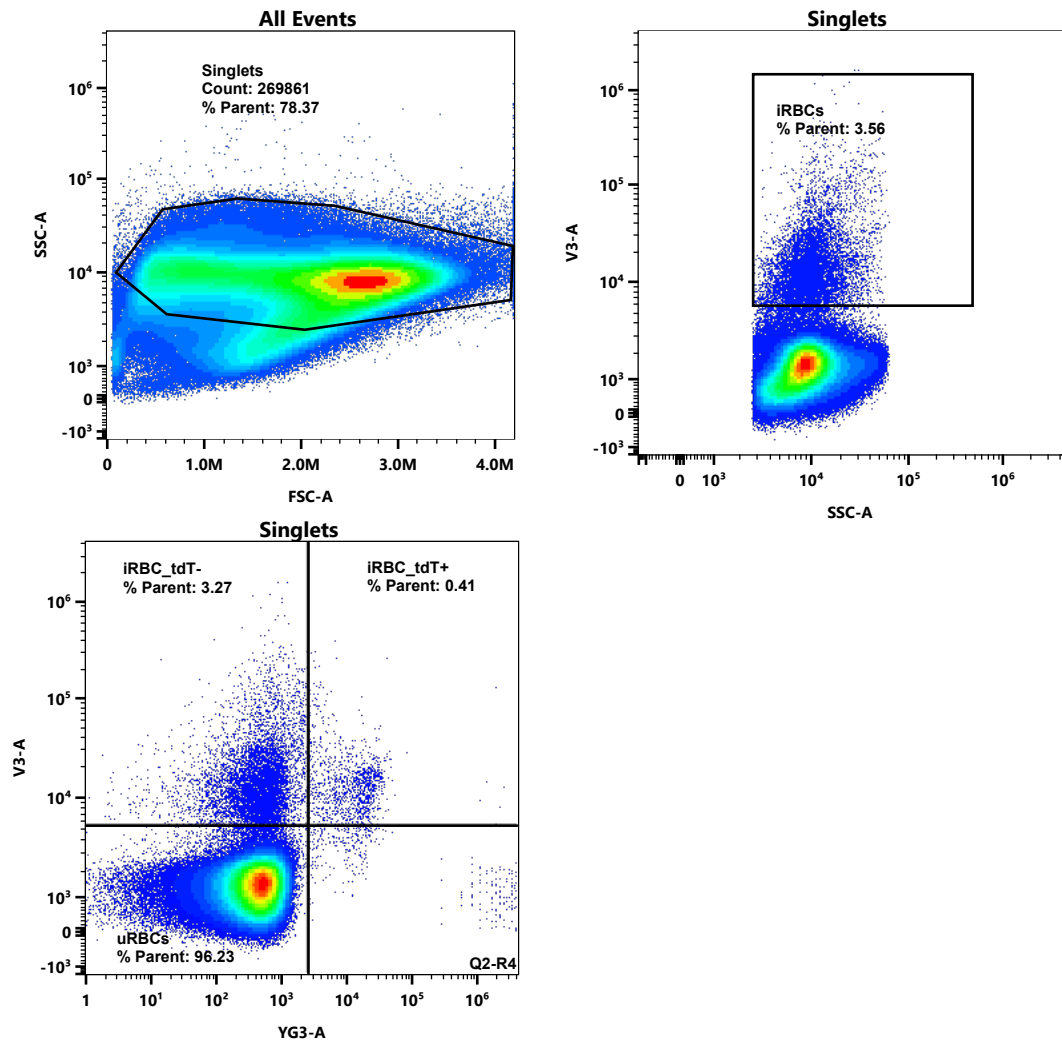 All Events
Singlets
Count: 269861
% Parent: 78.37
SSC-A
10⁶
10⁵
10⁴
10³
0
-10³
0
1.0M
2.0M
3.0M
4.0M
FSC-A
Singlets
iRBCs
% Parent: 3.56
V3-A
10⁶
10⁵
10⁴
10³
0
-10³
0
10³
10⁴
10⁵
10⁶
SSC-A
Singlets
iRBC_tdT-
% Parent: 3.27
iRBC_tdT+
% Parent: 0.41
V3-A
10⁶
10⁵
10⁴
10³
0
-10³
uRBCs
% Parent: 96.23
Q2-R4
1
10¹
10²
10³
10⁴
10⁵
10⁶
YG3-A